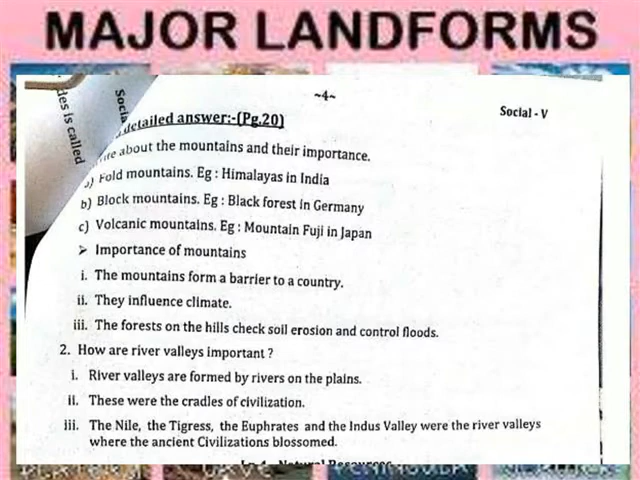 MAJOR LANDFORMS
~4~
Social - V
des is called
detailed answer:-(Pg.20)
about the mountains and their importance.
a) Fold mountains. Eg : Himalayas in India
b) Block mountains. Eg : Black forest in Germany
c) Volcanic mountains. Eg : Mountain Fuji in Japan
➢ Importance of mountains
i. The mountains form a barrier to a country.
ii. They influence climate.
iii. The forests on the hills check soil erosion and control floods.
2. How are river valleys important ?
i. River valleys are formed by rivers on the plains.
ii. These were the cradles of civilization.
iii. The Nile, the Tigress, the Euphrates and the Indus Valley were the river valleys
where the ancient Civilizations blossomed.
Natural Resources